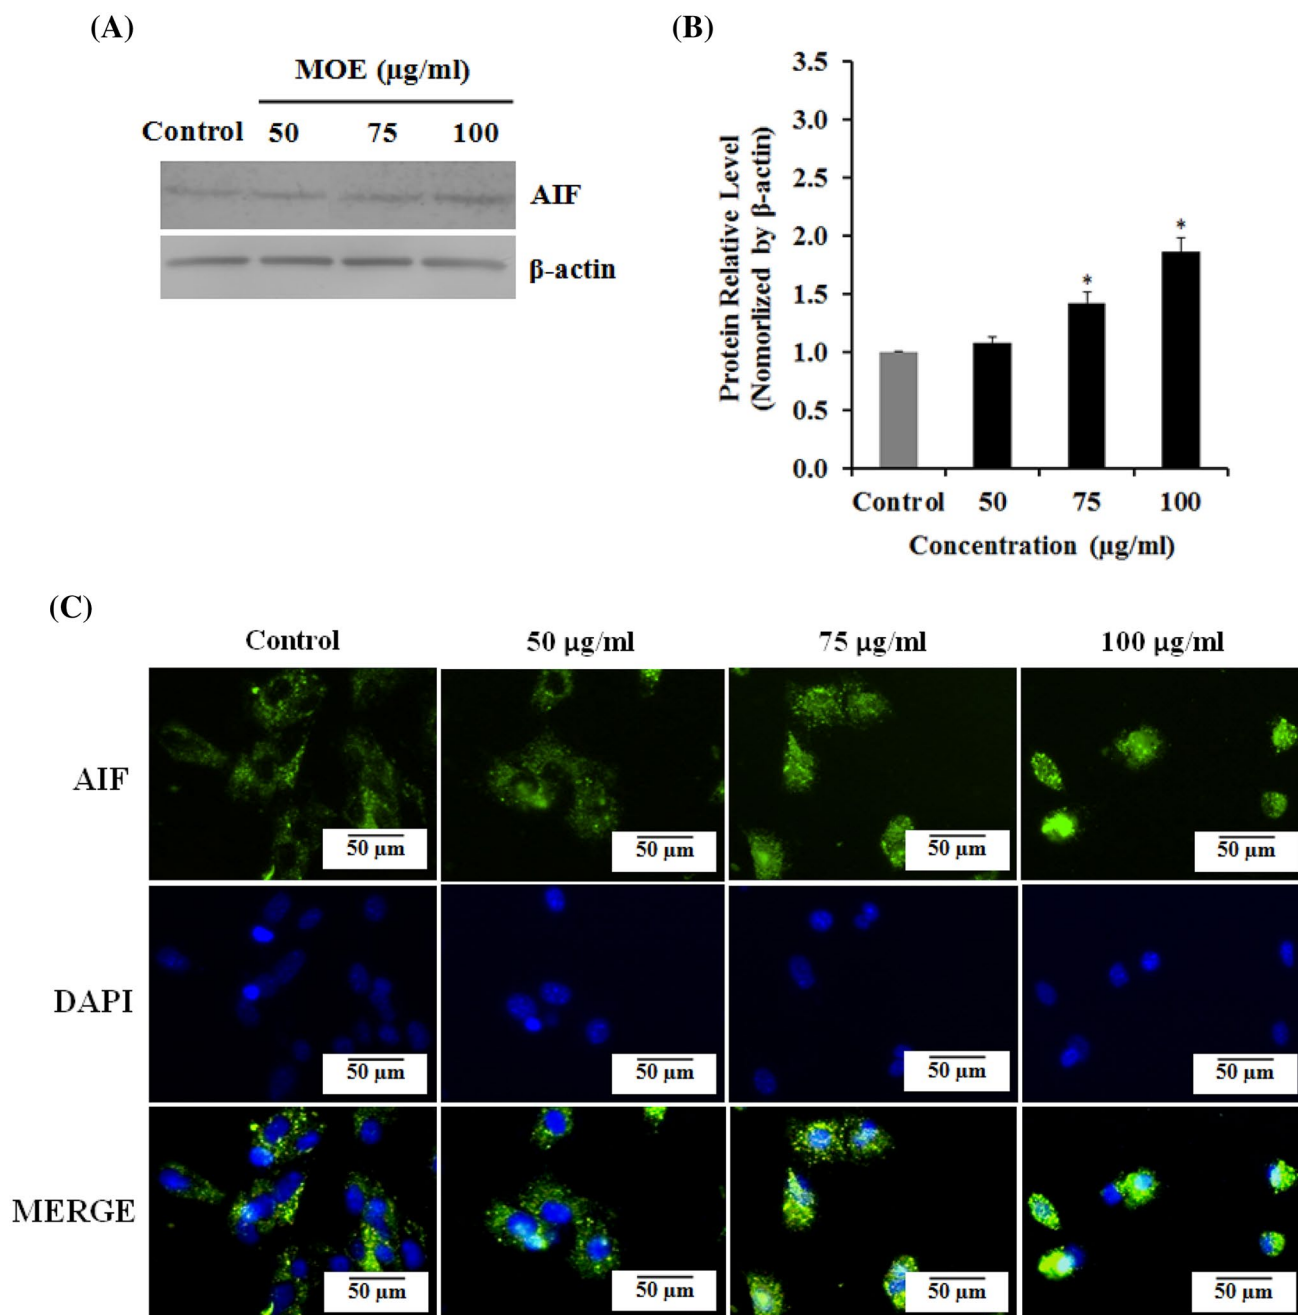 (A)
MOE (µg/ml)
Control 50 75 100
AIF
β-actin
(B)
Protein Relative Level
(Nomorlized by β-actin)
3.5
3.0
2.5
2.0
1.5
1.0
0.5
0.0
*
*
Control 50 75 100
Concentration (µg/ml)
(C)
Control 50 µg/ml 75 µg/ml 100 µg/ml
AIF
50 µm 50 µm 50 µm 50 µm
DAPI
50 µm 50 µm 50 µm 50 µm
MERGE
50 µm 50 µm 50 µm 50 µm